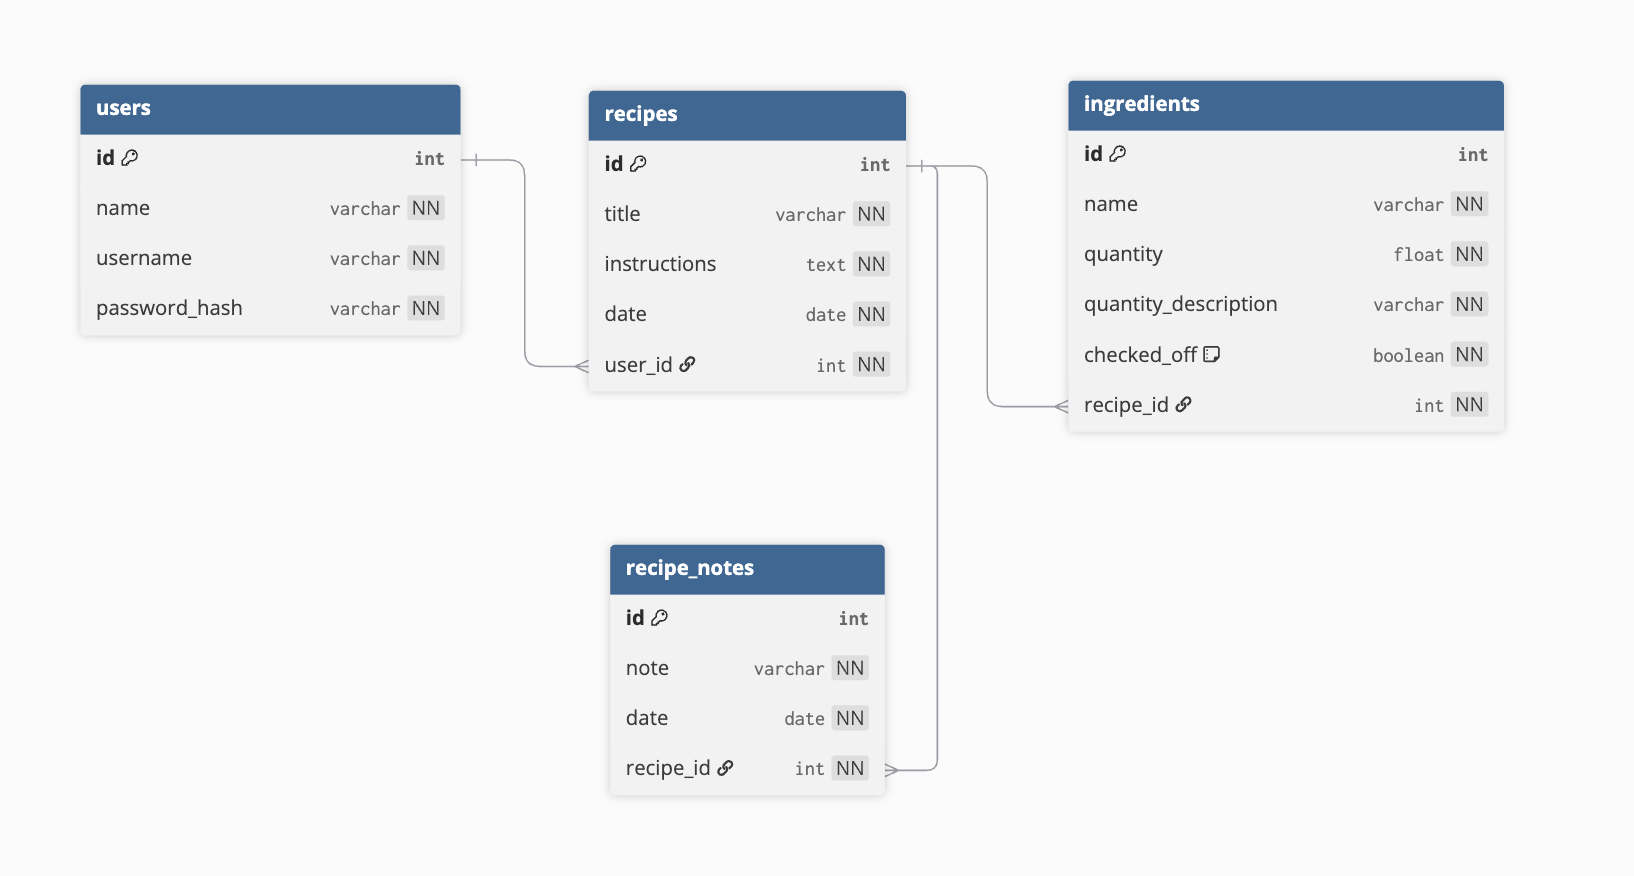 users
id int
name varchar NN
username varchar NN
password_hash varchar NN
recipes
id int
title varchar NN
instructions text NN
date date NN
user_id int NN
ingredients
id int
name varchar NN
quantity float NN
quantity_description varchar NN
checked_off boolean NN
recipe_id int NN
recipe_notes
id int
note varchar NN
date date NN
recipe_id int NN